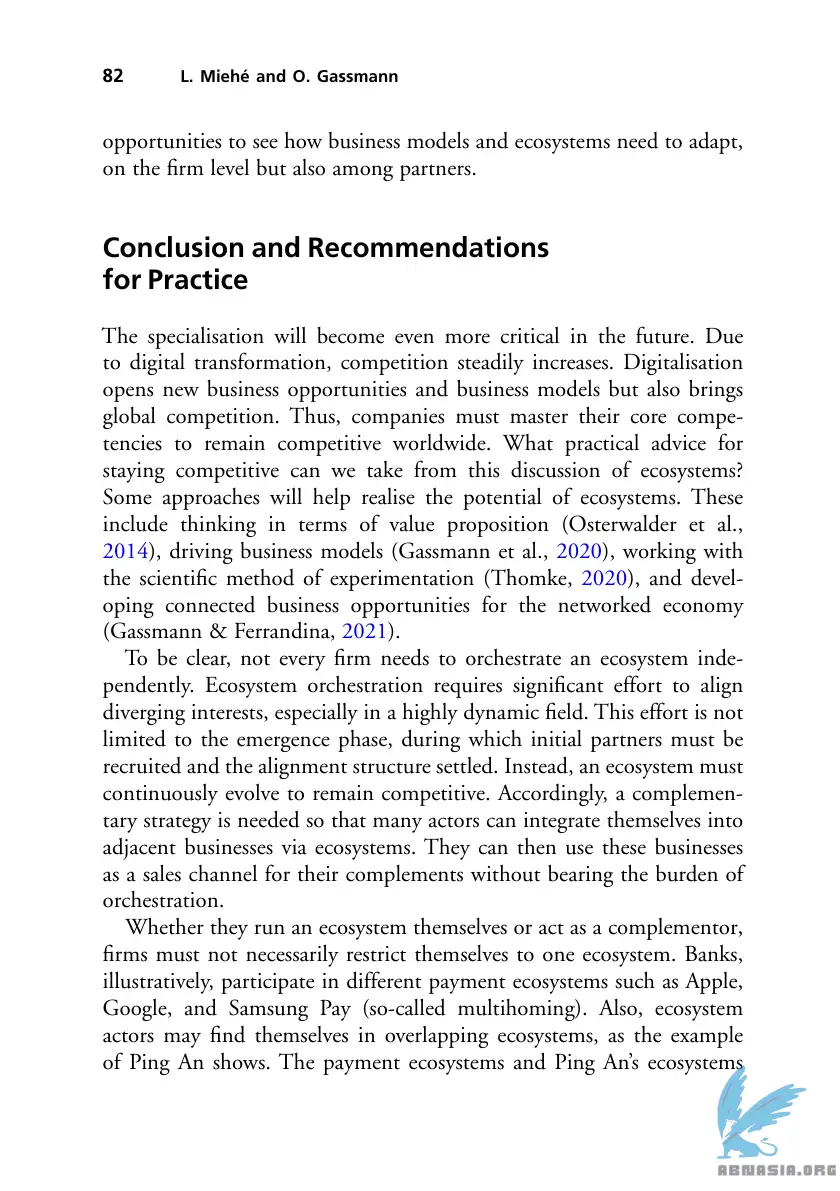 82 L. Miehé and O. Gassmann
opportunities to see how business models and ecosystems need to adapt,
on the firm level but also among partners.
Conclusion and Recommendations
for Practice
The specialisation will become even more critical in the future. Due
to digital transformation, competition steadily increases. Digitalisation
opens new business opportunities and business models but also brings
global competition. Thus, companies must master their core compe-
tencies to remain competitive worldwide. What practical advice for
staying competitive can we take from this discussion of ecosystems?
Some approaches will help realise the potential of ecosystems. These
include thinking in terms of value proposition (Osterwalder et al.,
2014), driving business models (Gassmann et al., 2020), working with
the scientific method of experimentation (Thomke, 2020), and devel-
oping connected business opportunities for the networked economy
(Gassmann & Ferrandina, 2021).
To be clear, not every firm needs to orchestrate an ecosystem inde-
pendently. Ecosystem orchestration requires significant effort to align
diverging interests, especially in a highly dynamic field. This effort is not
limited to the emergence phase, during which initial partners must be
recruited and the alignment structure settled. Instead, an ecosystem must
continuously evolve to remain competitive. Accordingly, a complemen-
tary strategy is needed so that many actors can integrate themselves into
adjacent businesses via ecosystems. They can then use these businesses
as a sales channel for their complements without bearing the burden of
orchestration.
Whether they run an ecosystem themselves or act as a complementor,
firms must not necessarily restrict themselves to one ecosystem. Banks,
illustratively, participate in different payment ecosystems such as Apple,
Google, and Samsung Pay (so-called multihoming). Also, ecosystem
actors may find themselves in overlapping ecosystems, as the example
of Ping An shows. The payment ecosystems and Ping An's ecosystems
ABNASIA.ORG